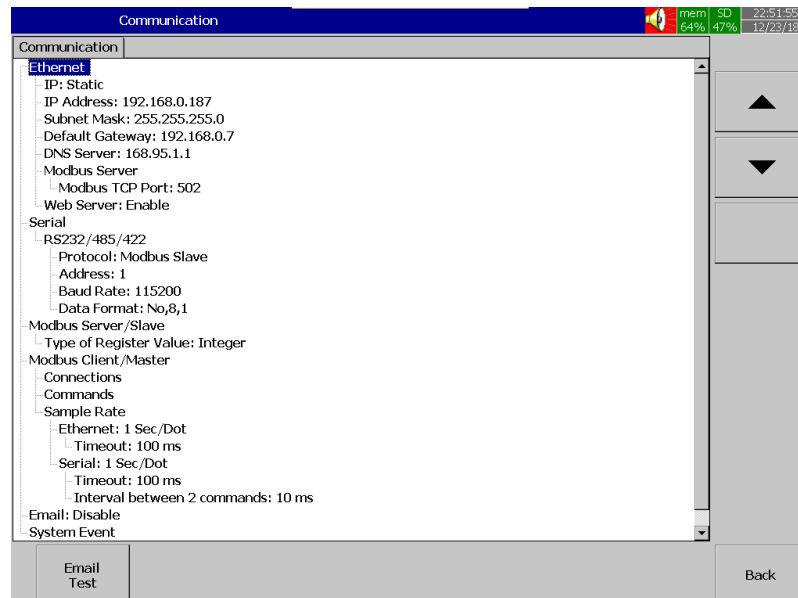 Communication
mem 64%
SD 47%
22:51:55
12/23/18
Communication
Ethernet
IP: Static
IP Address: 192.168.0.187
Subnet Mask: 255.255.255.0
Default Gateway: 192.168.0.7
DNS Server: 168.95.1.1
Modbus Server
Modbus TCP Port: 502
Web Server: Enable
Serial
RS232/485/422
Protocol: Modbus Slave
Address: 1
Baud Rate: 115200
Data Format: No,8,1
Modbus Server/Slave
Type of Register Value: Integer
Modbus Client/Master
Connections
Commands
Sample Rate
Ethernet: 1 Sec/Dot
Timeout: 100 ms
Serial: 1 Sec/Dot
Timeout: 100 ms
Interval between 2 commands: 10 ms
Email: Disable
System Event
Email
Test
Back